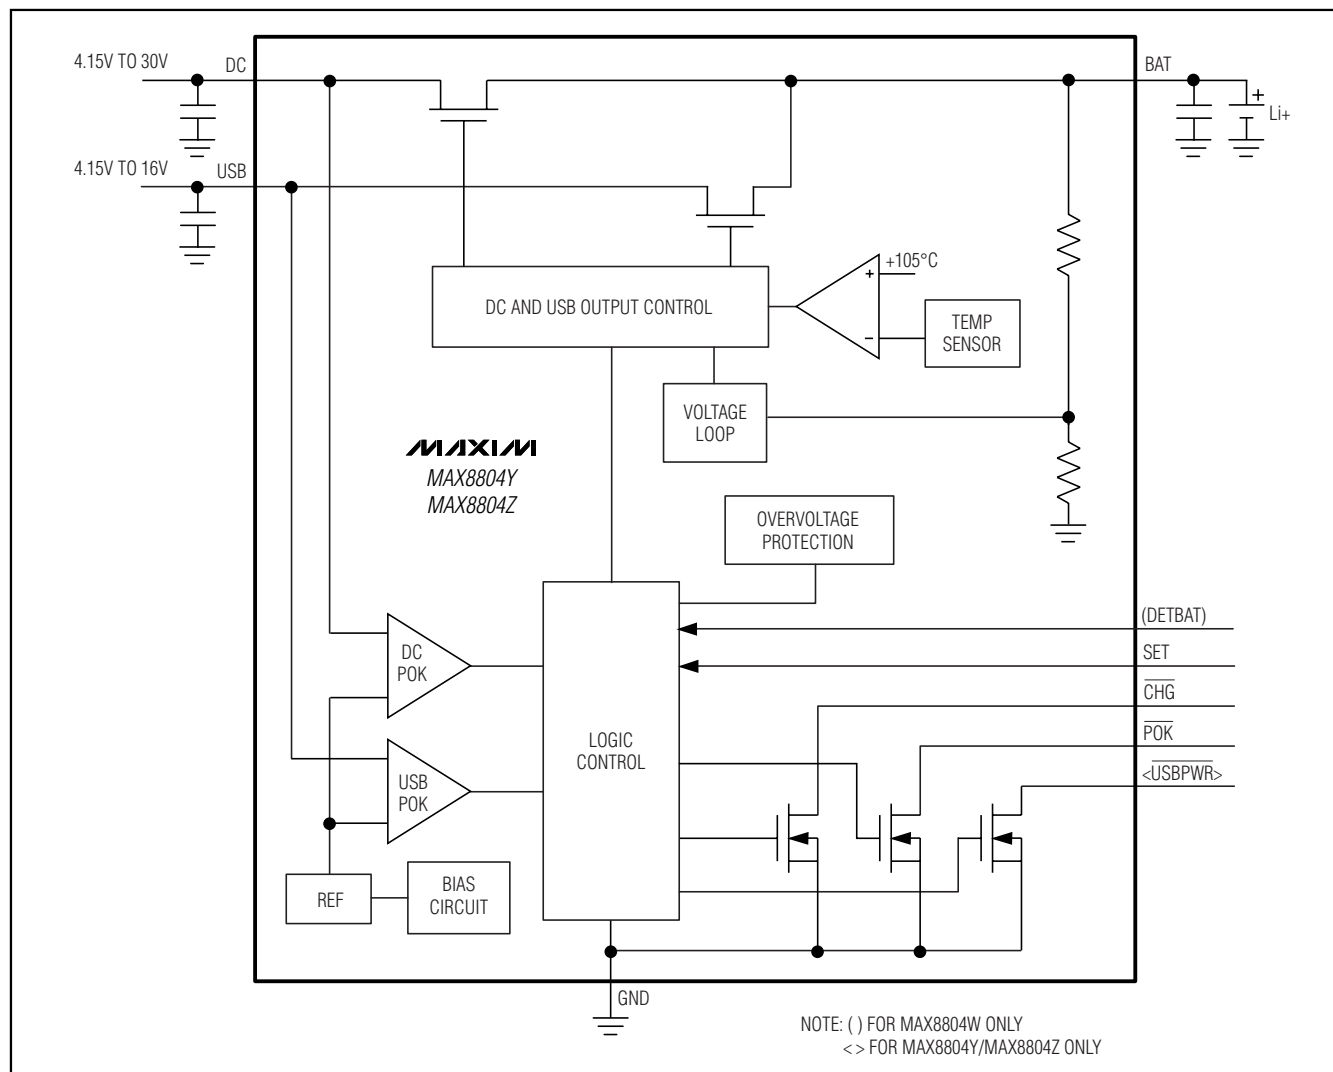 4.15V TO 30V
DC
BAT
+
Li+
4.15V TO 16V
USB
+105°C
+
−
DC AND USB OUTPUT CONTROL
TEMP
SENSOR
VOLTAGE
LOOP
MAXIM
MAX8804Y
MAX8804Z
OVERVOLTAGE
PROTECTION
(DETBAT)
SET
CHG
POK
<USBPWR>
DC
POK
LOGIC
CONTROL
USB
POK
REF
BIAS
CIRCUIT
GND
NOTE: ( ) FOR MAX8804W ONLY
<> FOR MAX8804Y/MAX8804Z ONLY